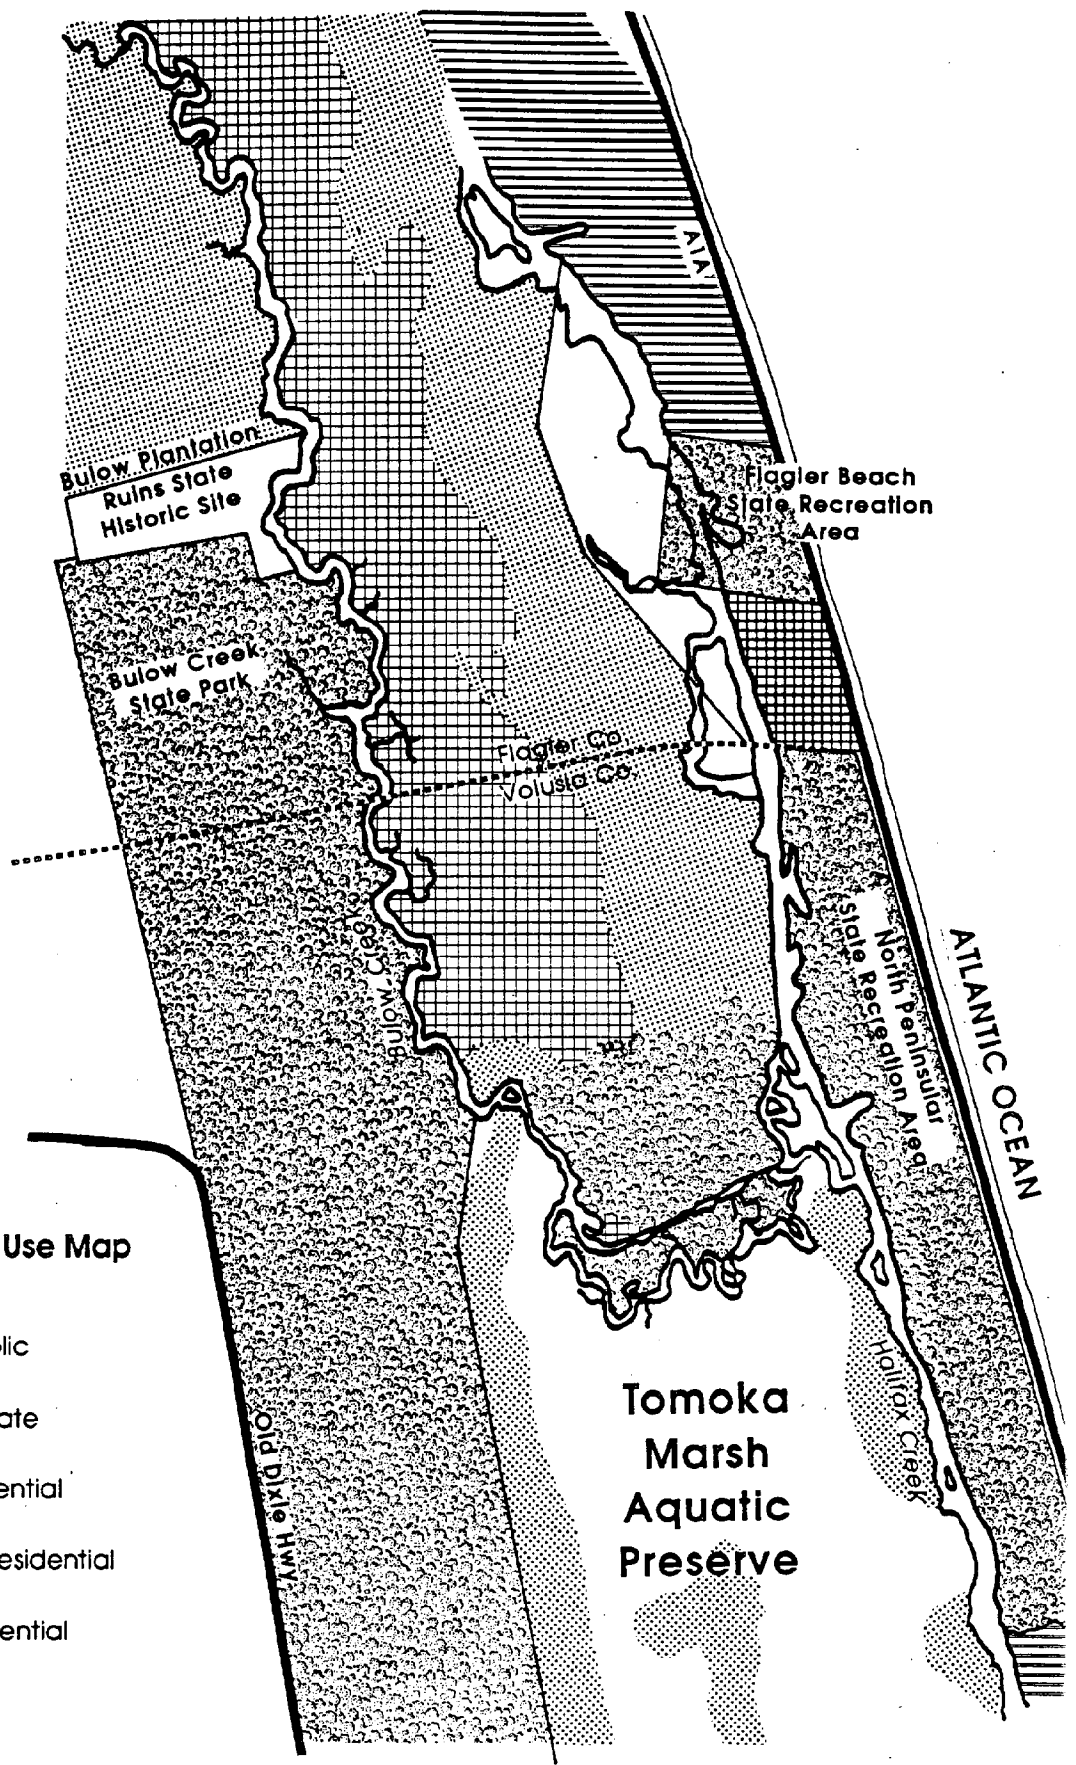 A1A
Bulow Plantation
Ruins State
Historic Site
Flagler Beach
State Recreation
Area
Bulow Creek
State Park
Flagler Co.
Volusia Co.
Bulow Creek
North Peninsular
State Recreation Area
ATLANTIC OCEAN
Use Map
lic
ate
ential
esidential
ential
Old Dixie Hwy.
Halifax Creek
Tomoka
Marsh
Aquatic
Preserve